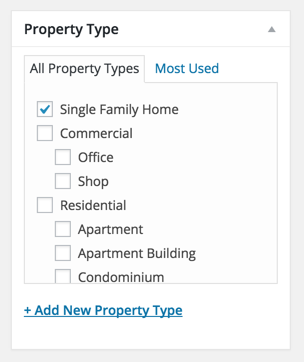 Property Type
All Property Types Most Used
Single Family Home
Commercial
Office
Shop
Residential
Apartment
Apartment Building
Condominium
+ Add New Property Type